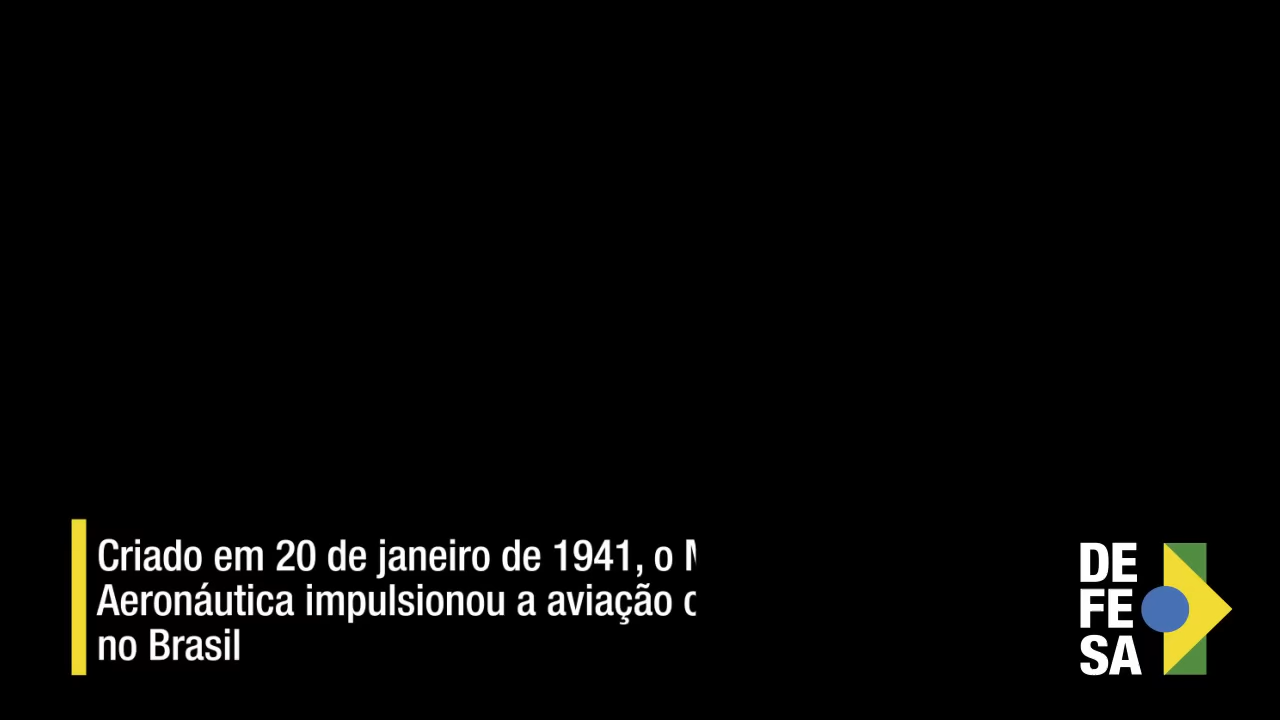 Criado em 20 de janeiro de 1941, o
Aeronáutica impulsionou a aviação
no Brasil
DE
FE
SA